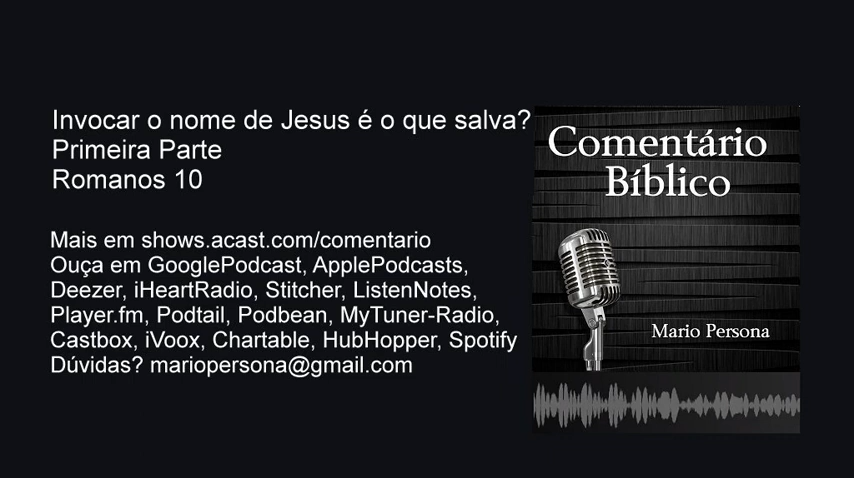 Invocar o nome de Jesus é o que salva?
Primeira Parte
Romanos 10
Mais em shows.acast.com/comentario
Ouça em GooglePodcast, ApplePodcasts,
Deezer, iHeartRadio, Stitcher, ListenNotes,
Player.fm, Podtail, Podbean, MyTuner-Radio,
Castbox, iVoox, Chartable, HubHopper, Spotify
Dúvidas? mariopersona@gmail.com
Comentário
Bíblico
Mario Persona